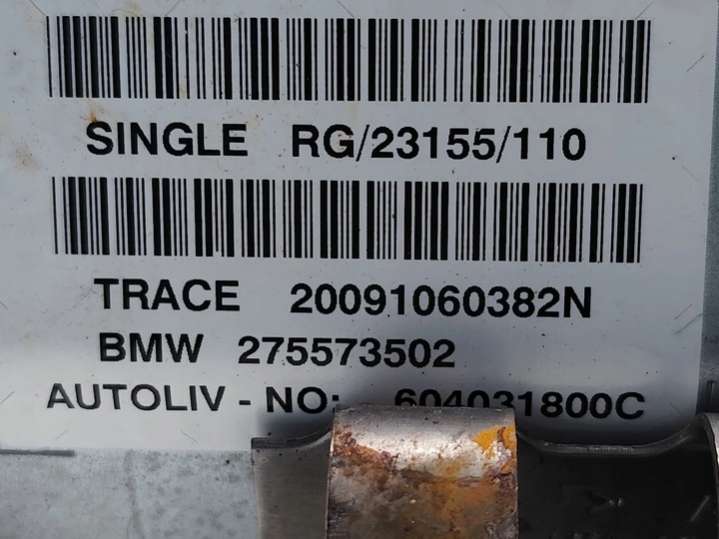 SINGLE RG/23155/110
TRACE 20091060382N
BMW 275573502
AUTOLIV - NO: 604031800C